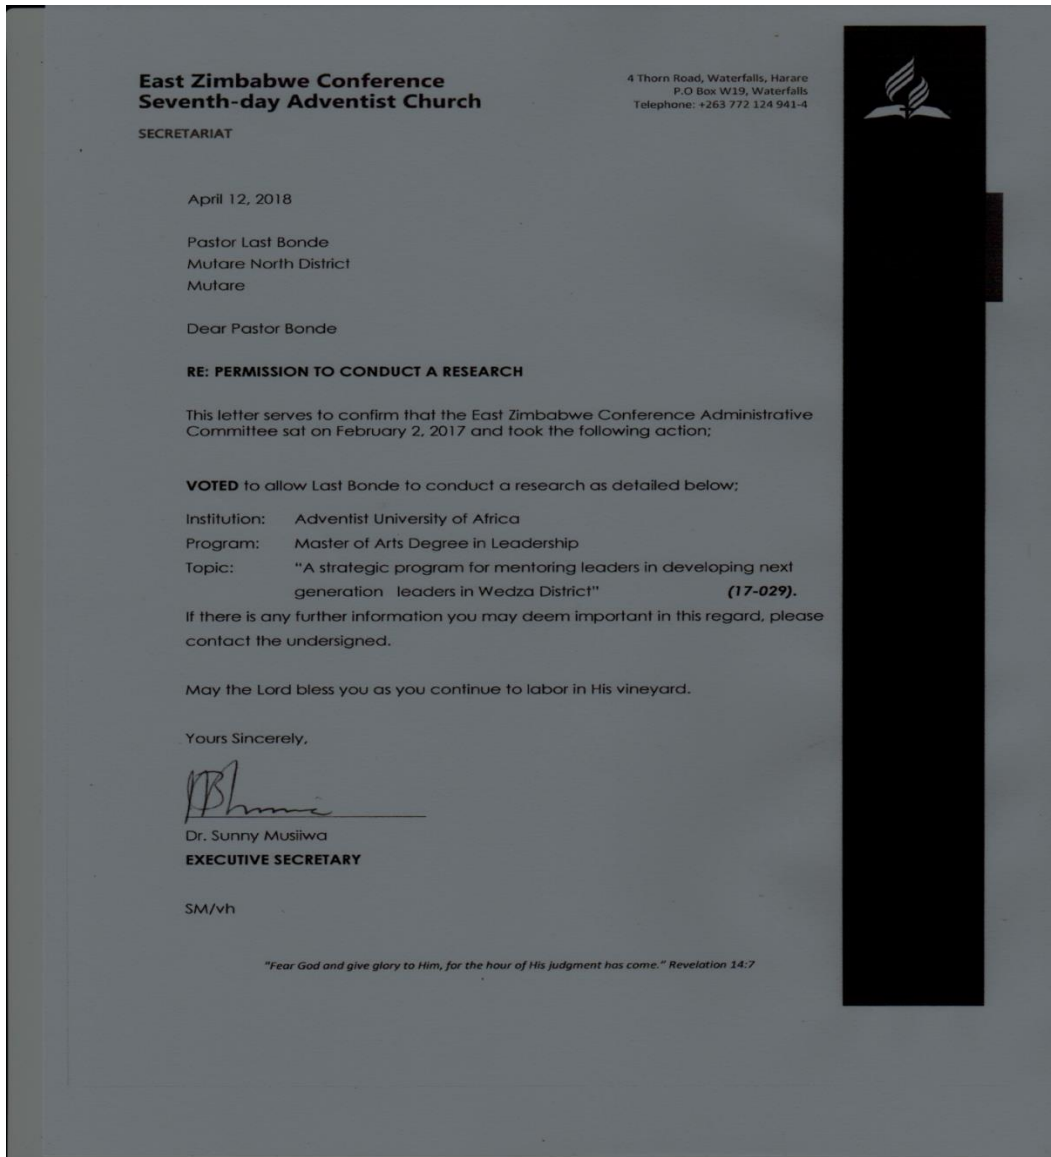 East Zimbabwe Conference
Seventh-day Adventist Church
SECRETARIAT
4 Thorn Road, Waterfalls, Harare
P.O Box W19, Waterfalls
Telephone: +263 772 124 941-4
April 12, 2018
Pastor Last Bonde
Mutare North District
Mutare
Dear Pastor Bonde
RE: PERMISSION TO CONDUCT A RESEARCH
This letter serves to confirm that the East Zimbabwe Conference Administrative
Committee sat on February 2, 2017 and took the following action;
VOTED to allow Last Bonde to conduct a research as detailed below;
Institution: Adventist University of Africa
Program: Master of Arts Degree in Leadership
Topic: "A strategic program for mentoring leaders in developing next
generation leaders in Wedza District" (17-029).
If there is any further information you may deem important in this regard, please
contact the undersigned.
May the Lord bless you as you continue to labor in His vineyard.
Yours Sincerely,
Dr. Sunny Musiiwa
EXECUTIVE SECRETARY
SM/vh
"Fear God and give glory to Him, for the hour of His judgment has come." Revelation 14:7